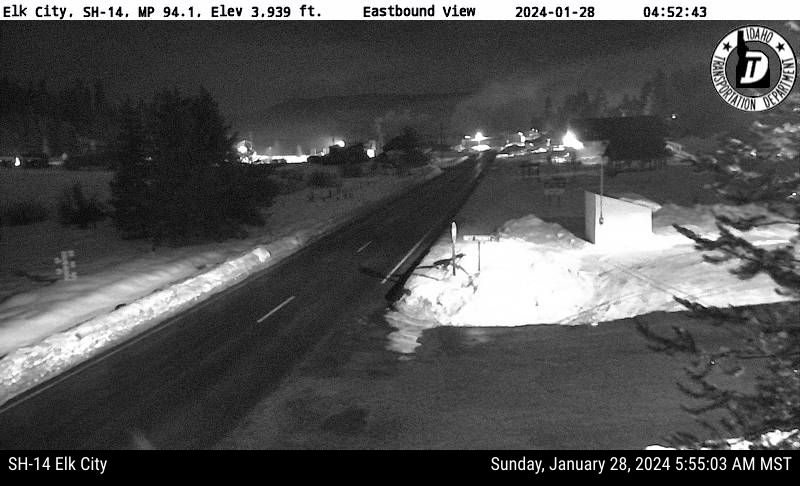 Elk City, SH-14, MP 94.1, Elev 3,939 ft. Eastbound View 2024-01-28 04:52:43
IDAHO
TRANSPORTATION DEPARTMENT
SH-14 Elk City Sunday, January 28, 2024 5:55:03 AM MST